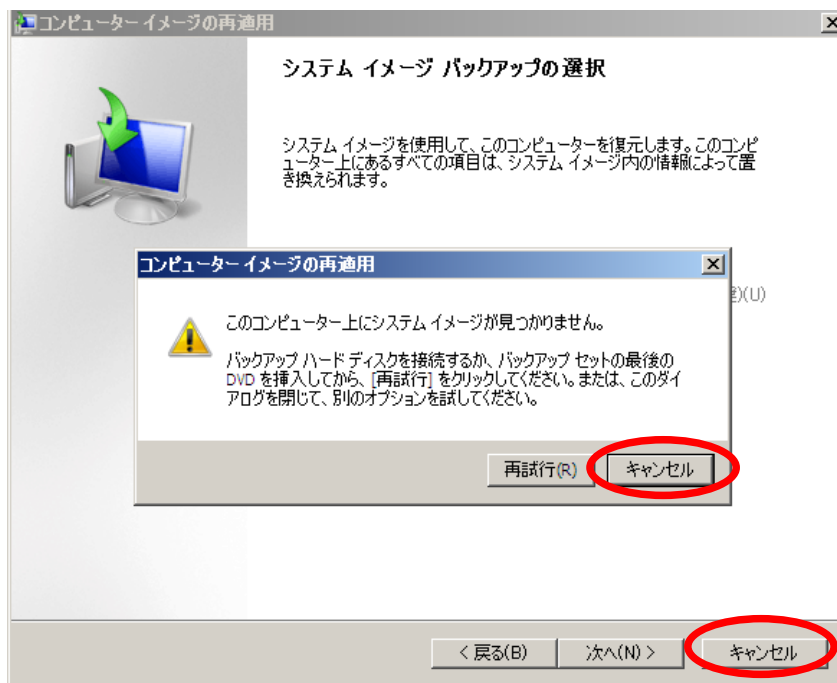 コンピューター イメージの再適用
システム イメージ バックアップの選択
システム イメージを使用して、このコンピューターを復元します。このコンピ
ューター上にあるすべての項目は、システム イメージ内の情報によって置
き換えられます。
コンピューター イメージの再適用
(U)
このコンピューター上にシステム イメージが見つかりません。
バックアップ ハード ディスクを接続するか、バックアップ セットの最後の
DVD を挿入してから、[再試行] をクリックしてください。または、このダイ
アログを閉じて、別のオプションを試してください。
再試行(R) キャンセル
< 戻る(B) 次へ(N) > キャンセル